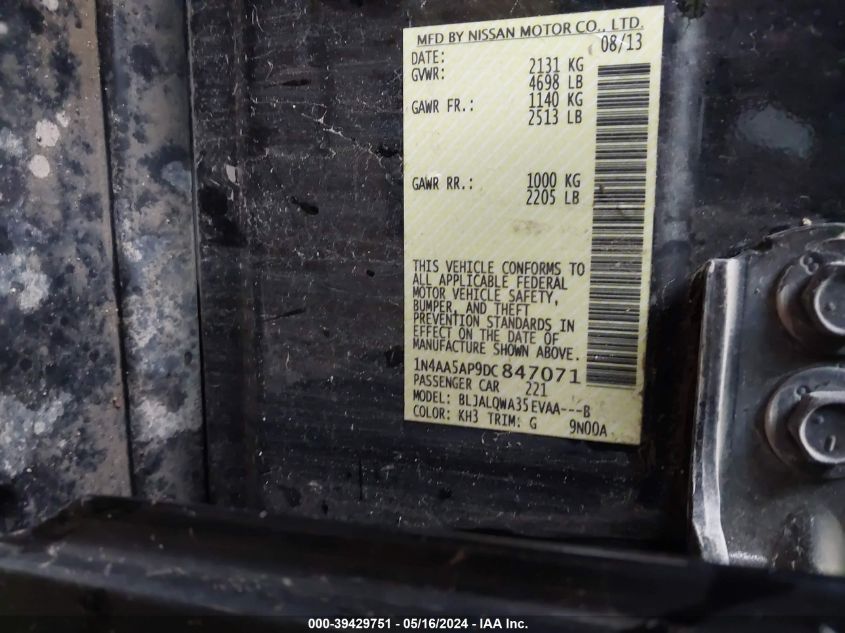 MFD BY NISSAN MOTOR CO., LTD.
DATE: 08/13
GVWR: 2131 KG
4698 LB
GAWR FR.: 1140 KG
2513 LB
GAWR RR.: 1000 KG
2205 LB
THIS VEHICLE CONFORMS TO
ALL APPLICABLE FEDERAL
MOTOR VEHICLE SAFETY,
BUMPER, AND THEFT
PREVENTION STANDARDS IN
EFFECT ON THE DATE OF
MANUFACTURE SHOWN ABOVE.
1N4AA5AP9DC847071
PASSENGER CAR 221
MODEL: BLJALQWA35EVAA---B
COLOR: KH3 TRIM: G 9N00A
000-39429751 - 05/16/2024 - IAA Inc.